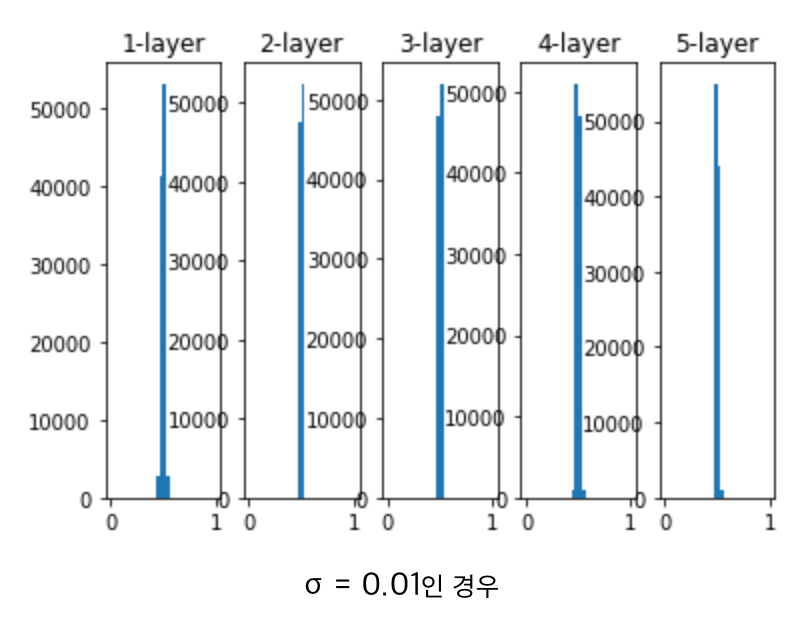 1-layer 2-layer 3-layer 4-layer 5-layer
50000 50000 50000 50000 50000
40000 40000 40000 40000 40000
30000 30000 30000 30000 30000
20000 20000 20000 20000 20000
10000 10000 10000 10000 10000
0 0 0 0 0
0 1 0 1 0 1 0 1 0 1
σ = 0.01인 경우